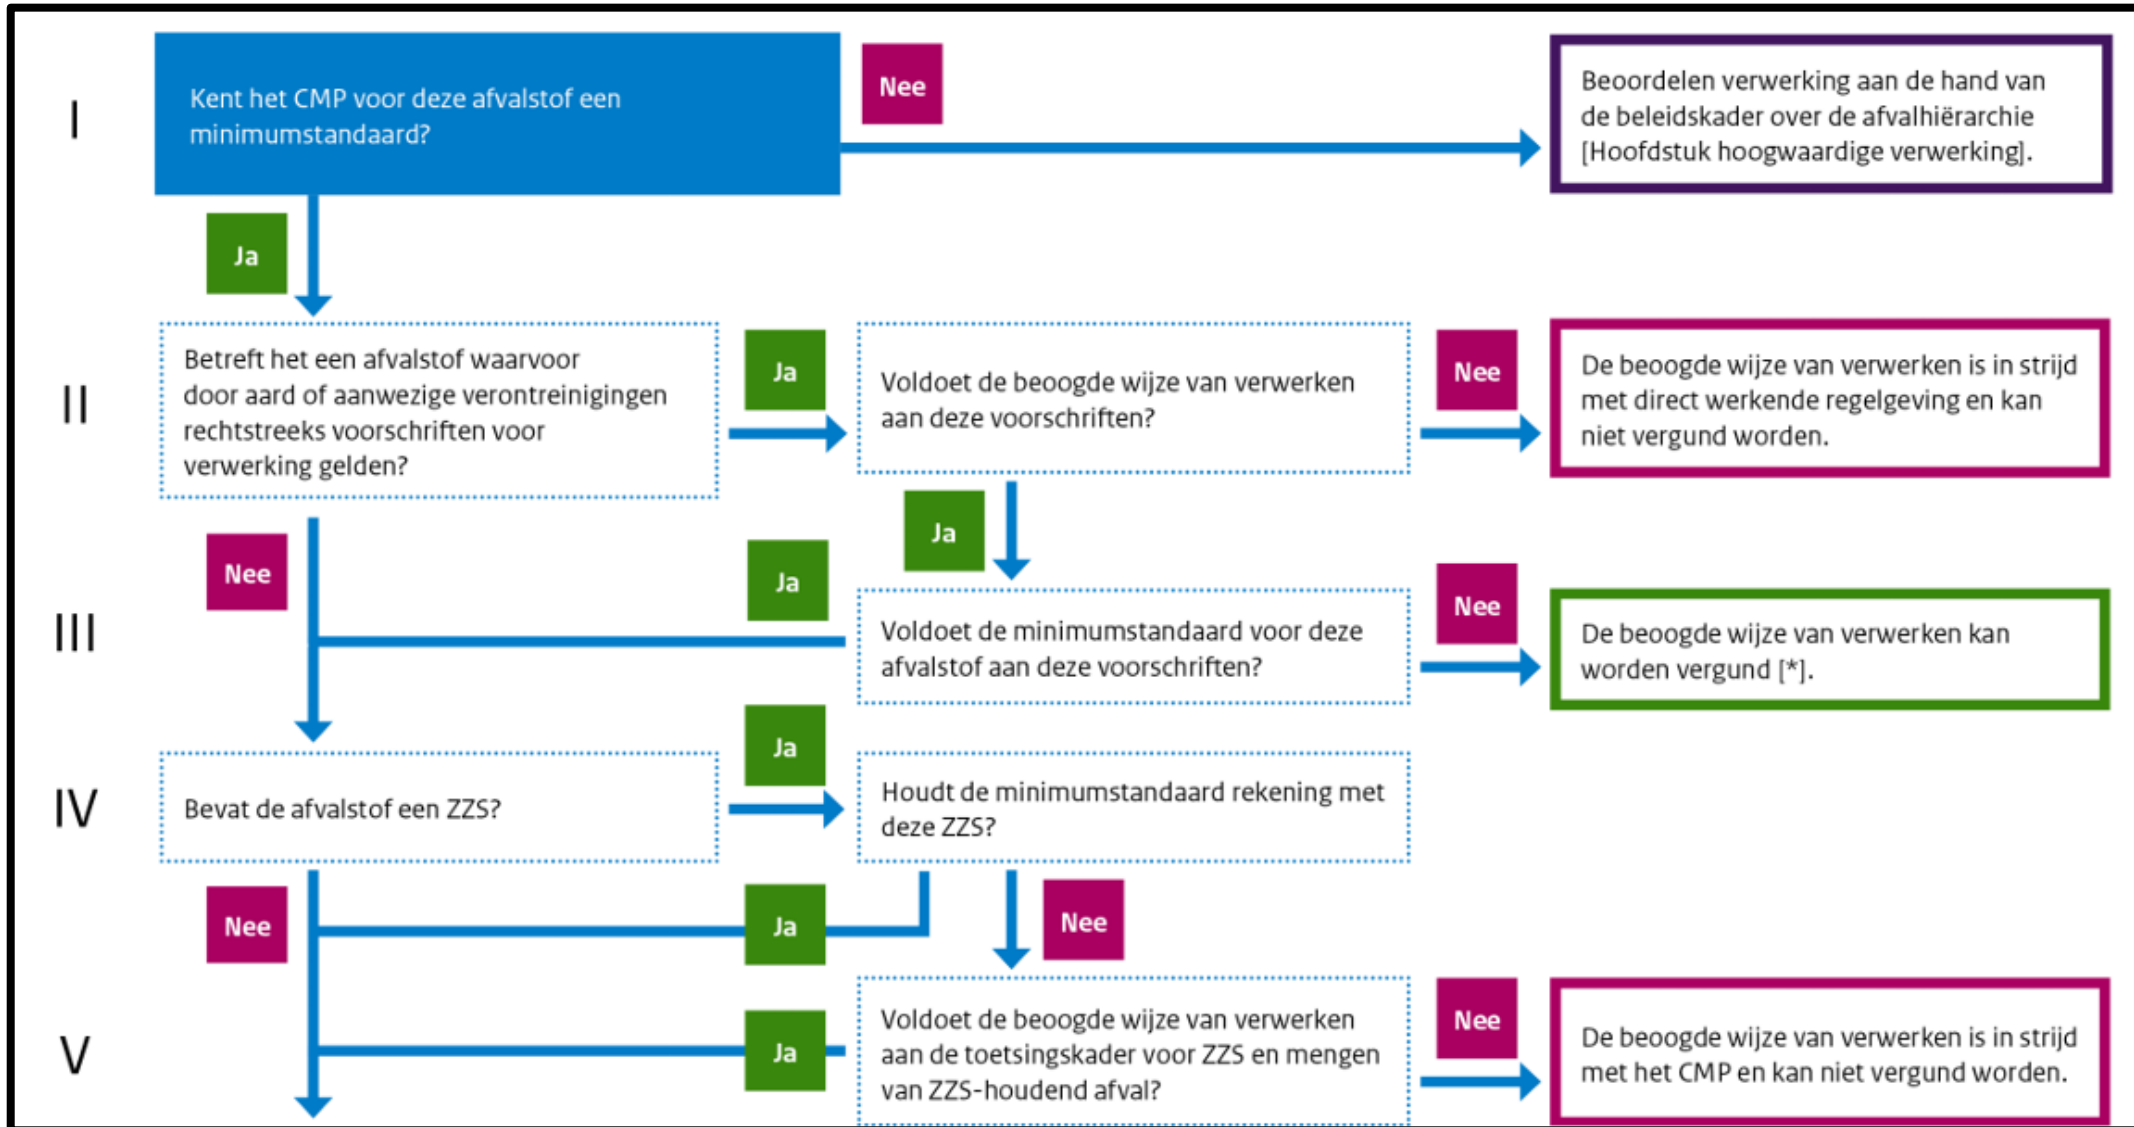 I
Kent het CMP voor deze afvalstof een
minimumstandaard?
Nee
Beoordelen verwerking aan de hand van
de beleidskader over de afvalhiërarchie
[Hoofdstuk hoogwaardige verwerking].
Ja
II
Betreft het een afvalstof waarvoor
door aard of aanwezige verontreinigingen
rechtstreeks voorschriften voor
verwerking gelden?
Ja
Voldoet de beoogde wijze van verwerken
aan deze voorschriften?
Nee
De beoogde wijze van verwerken is in strijd
met direct werkende regelgeving en kan
niet vergund worden.
Nee
Ja
Ja
III
Voldoet de minimumstandaard voor deze
afvalstof aan deze voorschriften?
Nee
De beoogde wijze van verwerken kan
worden vergund [*].
IV
Bevat de afvalstof een ZZS?
Ja
Houdt de minimumstandaard rekening met
deze ZZS?
Nee
Ja
Nee
V
Ja
Voldoet de beoogde wijze van verwerken
aan de toetsingskader voor ZZS en mengen
van ZZS-houdend afval?
Nee
De beoogde wijze van verwerken is in strijd
met het CMP en kan niet vergund worden.